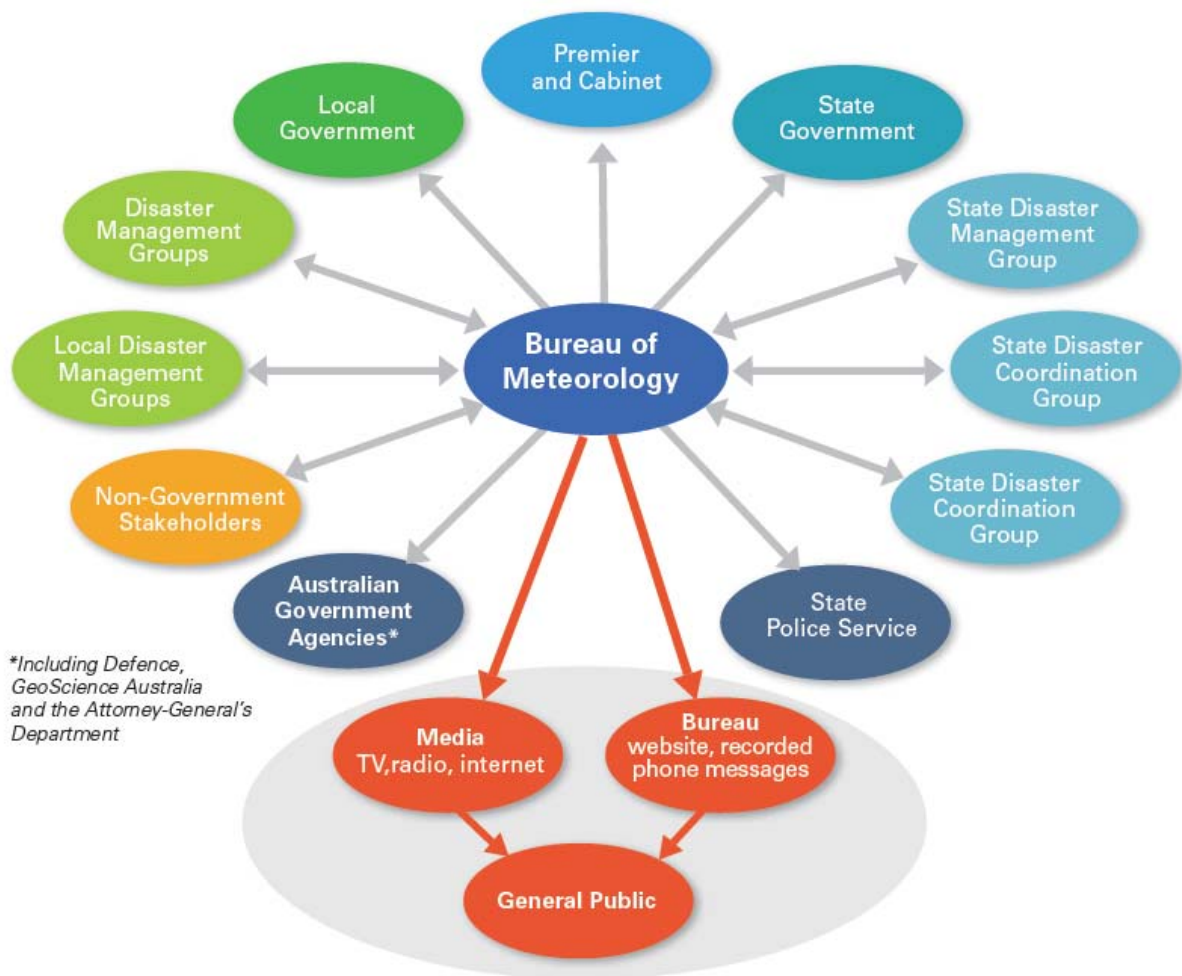 Premier
and Cabinet
Local
Government
State
Government
Disaster
Management
Groups
State Disaster
Management
Group
Bureau of
Meteorology
Local Disaster
Management
Groups
State Disaster
Coordination
Group
Non-Government
Stakeholders
State Disaster
Coordination
Group
Australian
Government
Agencies*
State
Police Service
*Including Defence,
GeoScience Australia
and the Attorney-General's
Department
Media
TV,radio, internet
Bureau
website, recorded
phone messages
General Public